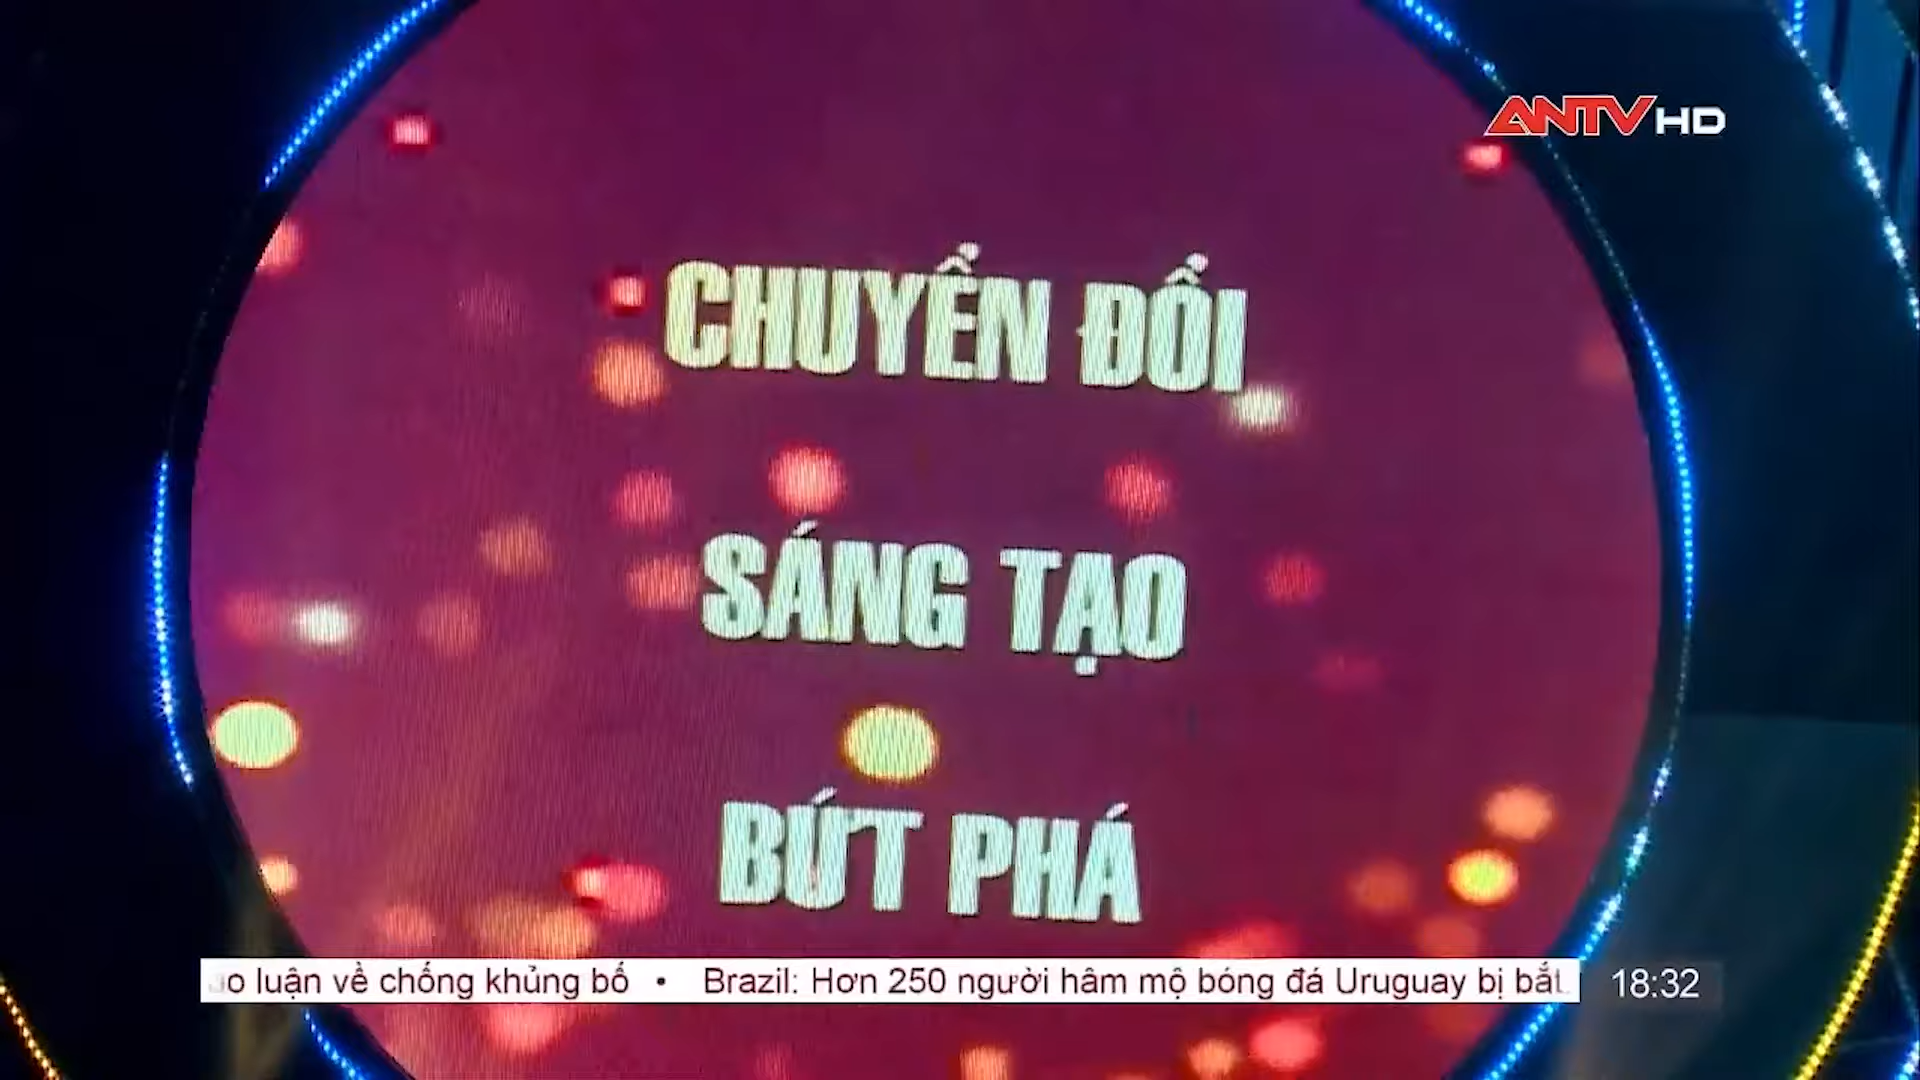 ANTV HD
CHUYỂN ĐỔI
SÁNG TẠO
BỨT PHÁ
luận về chống khủng bố • Brazil: Hơn 250 người hâm mộ bóng đá Uruguay bị bắt 18:32